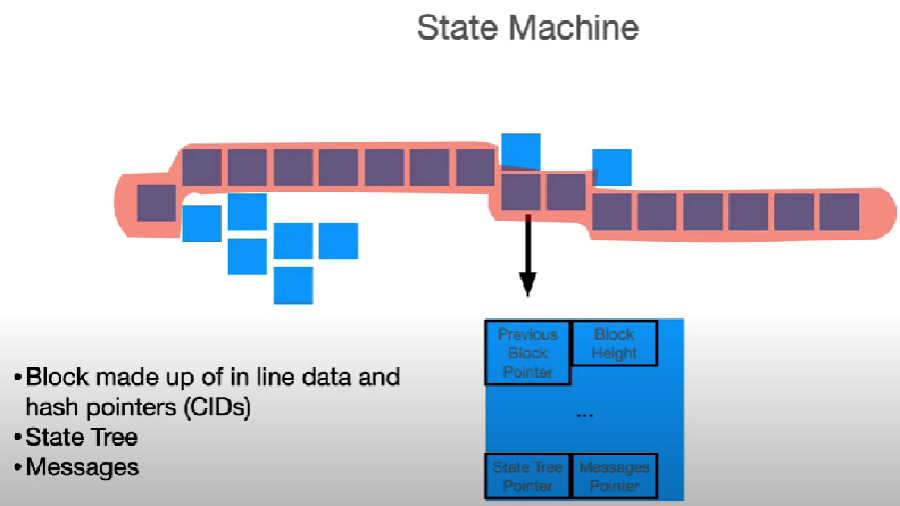 State Machine
Previous
Block
Pointer
Block
Height
...
State Tree
Pointer
Messages
Pointer
•Block made up of in line data and
hash pointers (CIDs)
•State Tree
•Messages